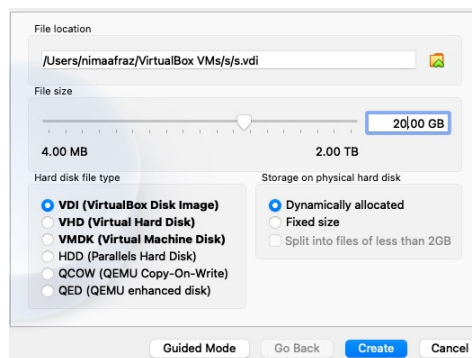 File location
/Users/nimaafraz/VirtualBox VMs/s/s.vdi
File size
20.00 GB
4.00 MB 2.00 TB
Hard disk file type
VDI (VirtualBox Disk Image)
VHD (Virtual Hard Disk)
VMDK (Virtual Machine Disk)
HDD (Parallels Hard Disk)
QCOW (QEMU Copy-On-Write)
QED (QEMU enhanced disk)
Storage on physical hard disk
Dynamically allocated
Fixed size
Split into files of less than 2GB
Guided Mode Go Back Create Cancel